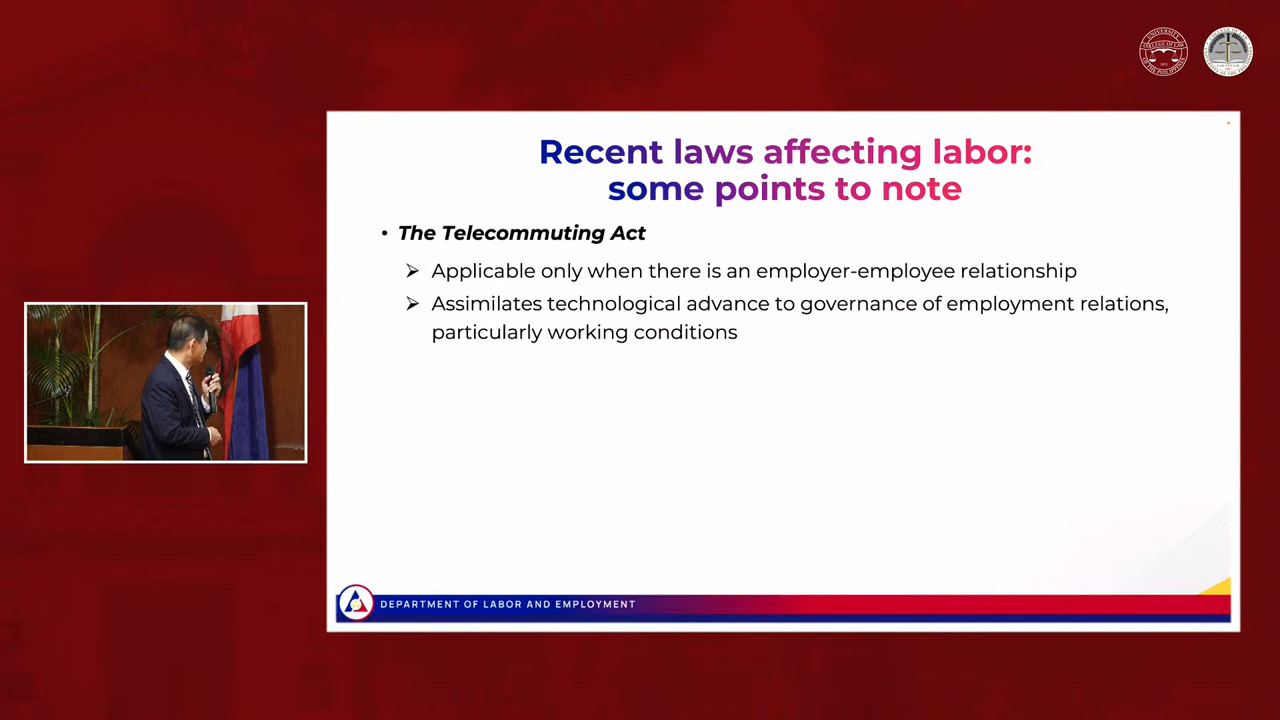 Recent laws affecting labor:
some points to note
• The Telecommuting Act
➢ Applicable only when there is an employer-employee relationship
➢ Assimilates technological advance to governance of employment relations,
particularly working conditions
DEPARTMENT OF LABOR AND EMPLOYMENT